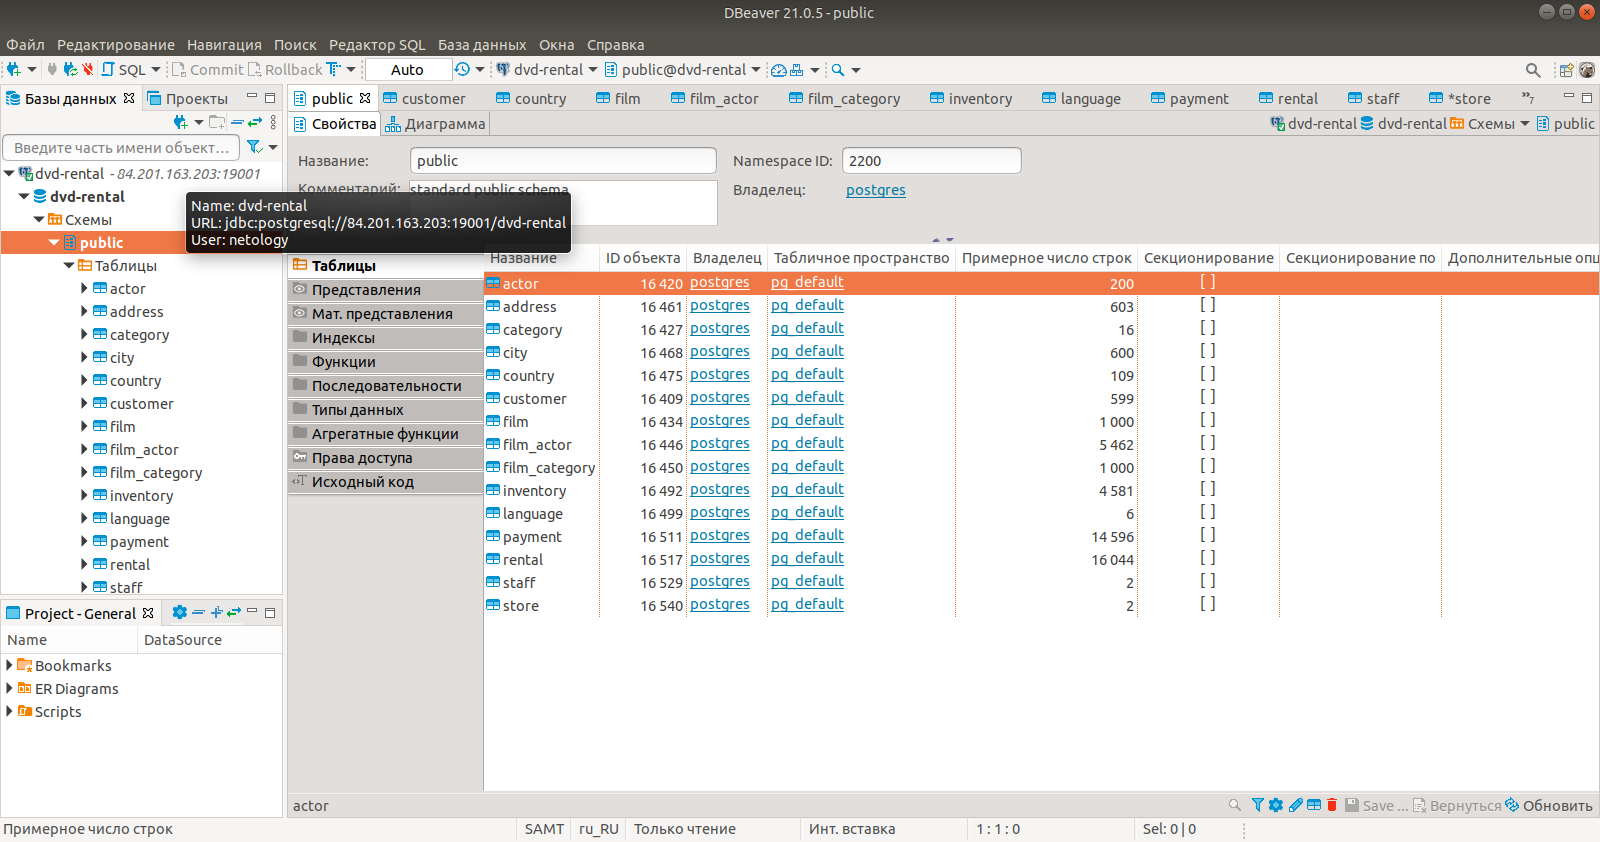 DBeaver 21.0.5 - public
Файл Редактирование Навигация Поиск Редактор SQL База данных Окна Справка
SQL Commit Rollback Auto dvd-rental public@dvd-rental
Базы данных Проекты
Введите часть имени объект...
dvd-rental - 84.201.163.203:19001
dvd-rental
Схемы
public
Таблицы
actor
address
category
city
country
customer
film
film_actor
film_category
inventory
language
payment
rental
staff
Name: dvd-rental
URL: jdbc:postgresql://84.201.163.203:19001/dvd-rental
User: netology
Project - General
Name DataSource
Bookmarks
ER Diagrams
Scripts
public customer country film film_actor film_category inventory language payment rental staff *store »7
Свойства Диаграмма dvd-rental dvd-rental Схемы public
Название: public Namespace ID: 2200
Комментарий: standard public schema Владелец: postgres
Таблицы
Представления
Мат. представления
Индексы
Функции
Последовательности
Типы данных
Агрегатные функции
Права доступа
Исходный код
Название ID объекта Владелец Табличное пространство Примерное число строк Секционирование Секционирование по Дополнительные опц
actor 16 420 postgres pg_default 200 [ ]
address 16 461 postgres pg_default 603 [ ]
category 16 427 postgres pg_default 16 [ ]
city 16 468 postgres pg_default 600 [ ]
country 16 475 postgres pg_default 109 [ ]
customer 16 409 postgres pg_default 599 [ ]
film 16 434 postgres pg_default 1 000 [ ]
film_actor 16 446 postgres pg_default 5 462 [ ]
film_category 16 450 postgres pg_default 1 000 [ ]
inventory 16 492 postgres pg_default 4 581 [ ]
language 16 499 postgres pg_default 6 [ ]
payment 16 511 postgres pg_default 14 596 [ ]
rental 16 517 postgres pg_default 16 044 [ ]
staff 16 529 postgres pg_default 2 [ ]
store 16 540 postgres pg_default 2 [ ]
actor Save ... Вернуться Обновить
Примерное число строк SAMT ru_RU Только чтение Инт. вставка 1 : 1 : 0 Sel: 0 | 0